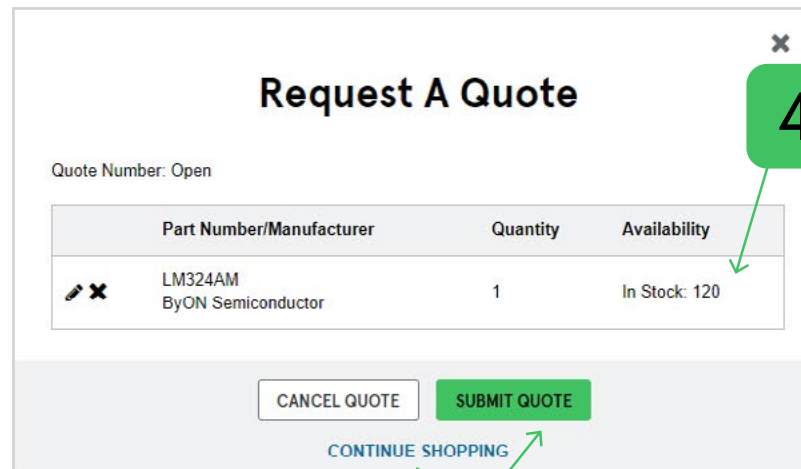 Request A Quote
4
Quote Number: Open
Part Number/Manufacturer Quantity Availability
LM324AM
ByON Semiconductor 1 In Stock: 120
CANCEL QUOTE SUBMIT QUOTE
CONTINUE SHOPPING